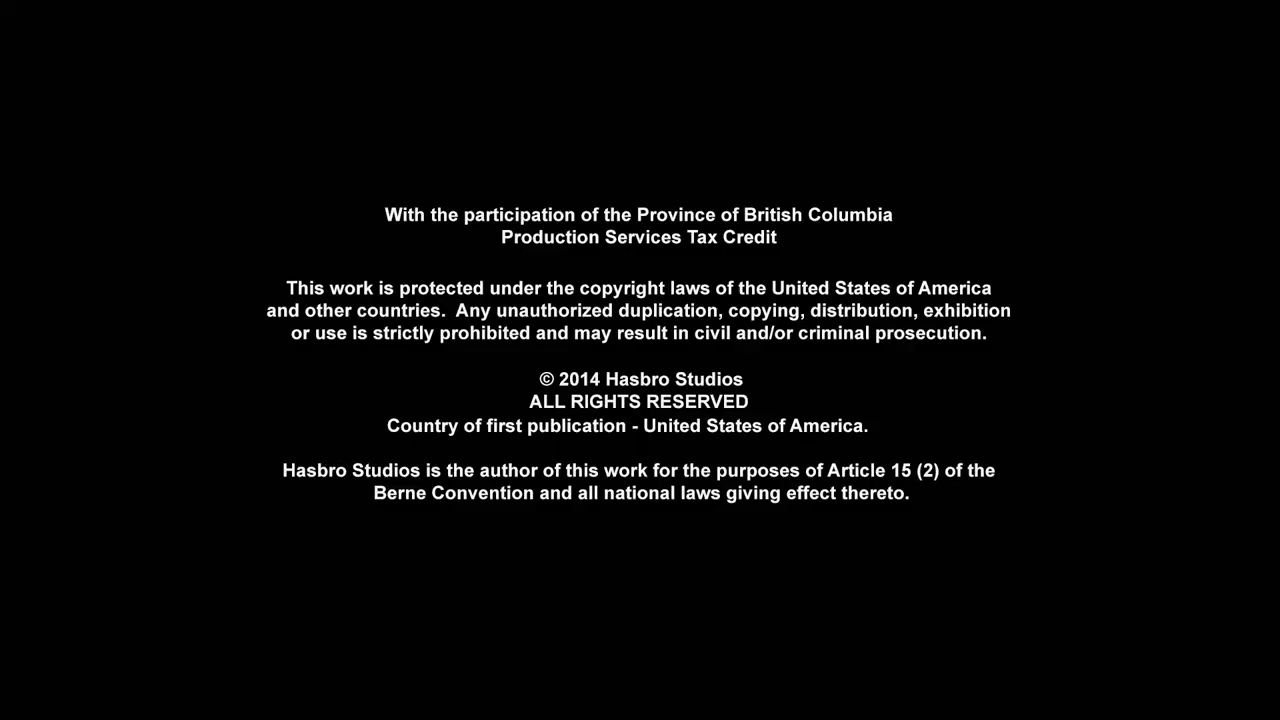 With the participation of the Province of British Columbia
Production Services Tax Credit
This work is protected under the copyright laws of the United States of America
and other countries.  Any unauthorized duplication, copying, distribution, exhibition
or use is strictly prohibited and may result in civil and/or criminal prosecution.
© 2014 Hasbro Studios
ALL RIGHTS RESERVED
Country of first publication - United States of America.
Hasbro Studios is the author of this work for the purposes of Article 15 (2) of the
Berne Convention and all national laws giving effect thereto.